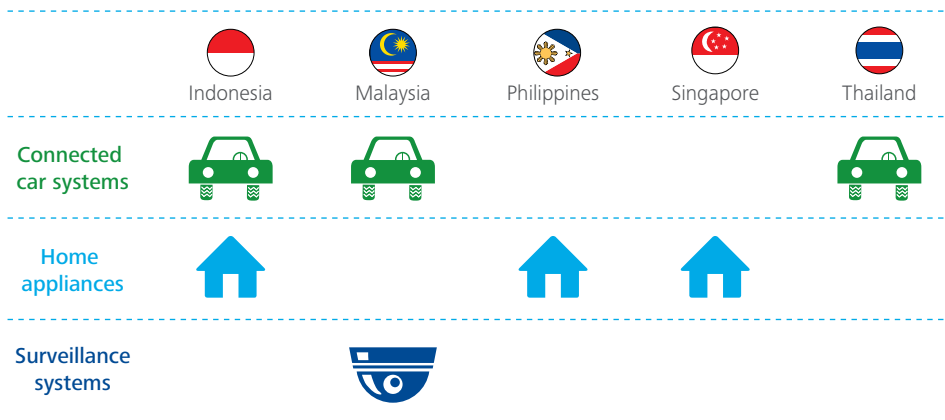 Indonesia
Malaysia
Philippines
Singapore
Thailand
Connected
car systems
Home
appliances
Surveillance
systems